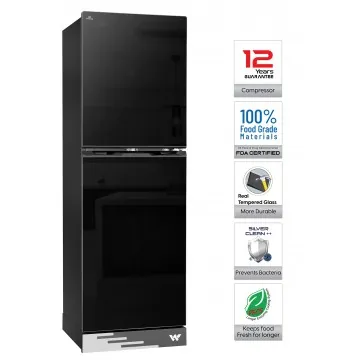 12
Years
GUARANTEE
Compressor
100%
Food Grade
Materials
FDA CERTIFIED
Real
Tempered Glass
More Durable
SILVER
CLEAN ++
Prevents Bacteria
Keeps food
Fresh for longer
W